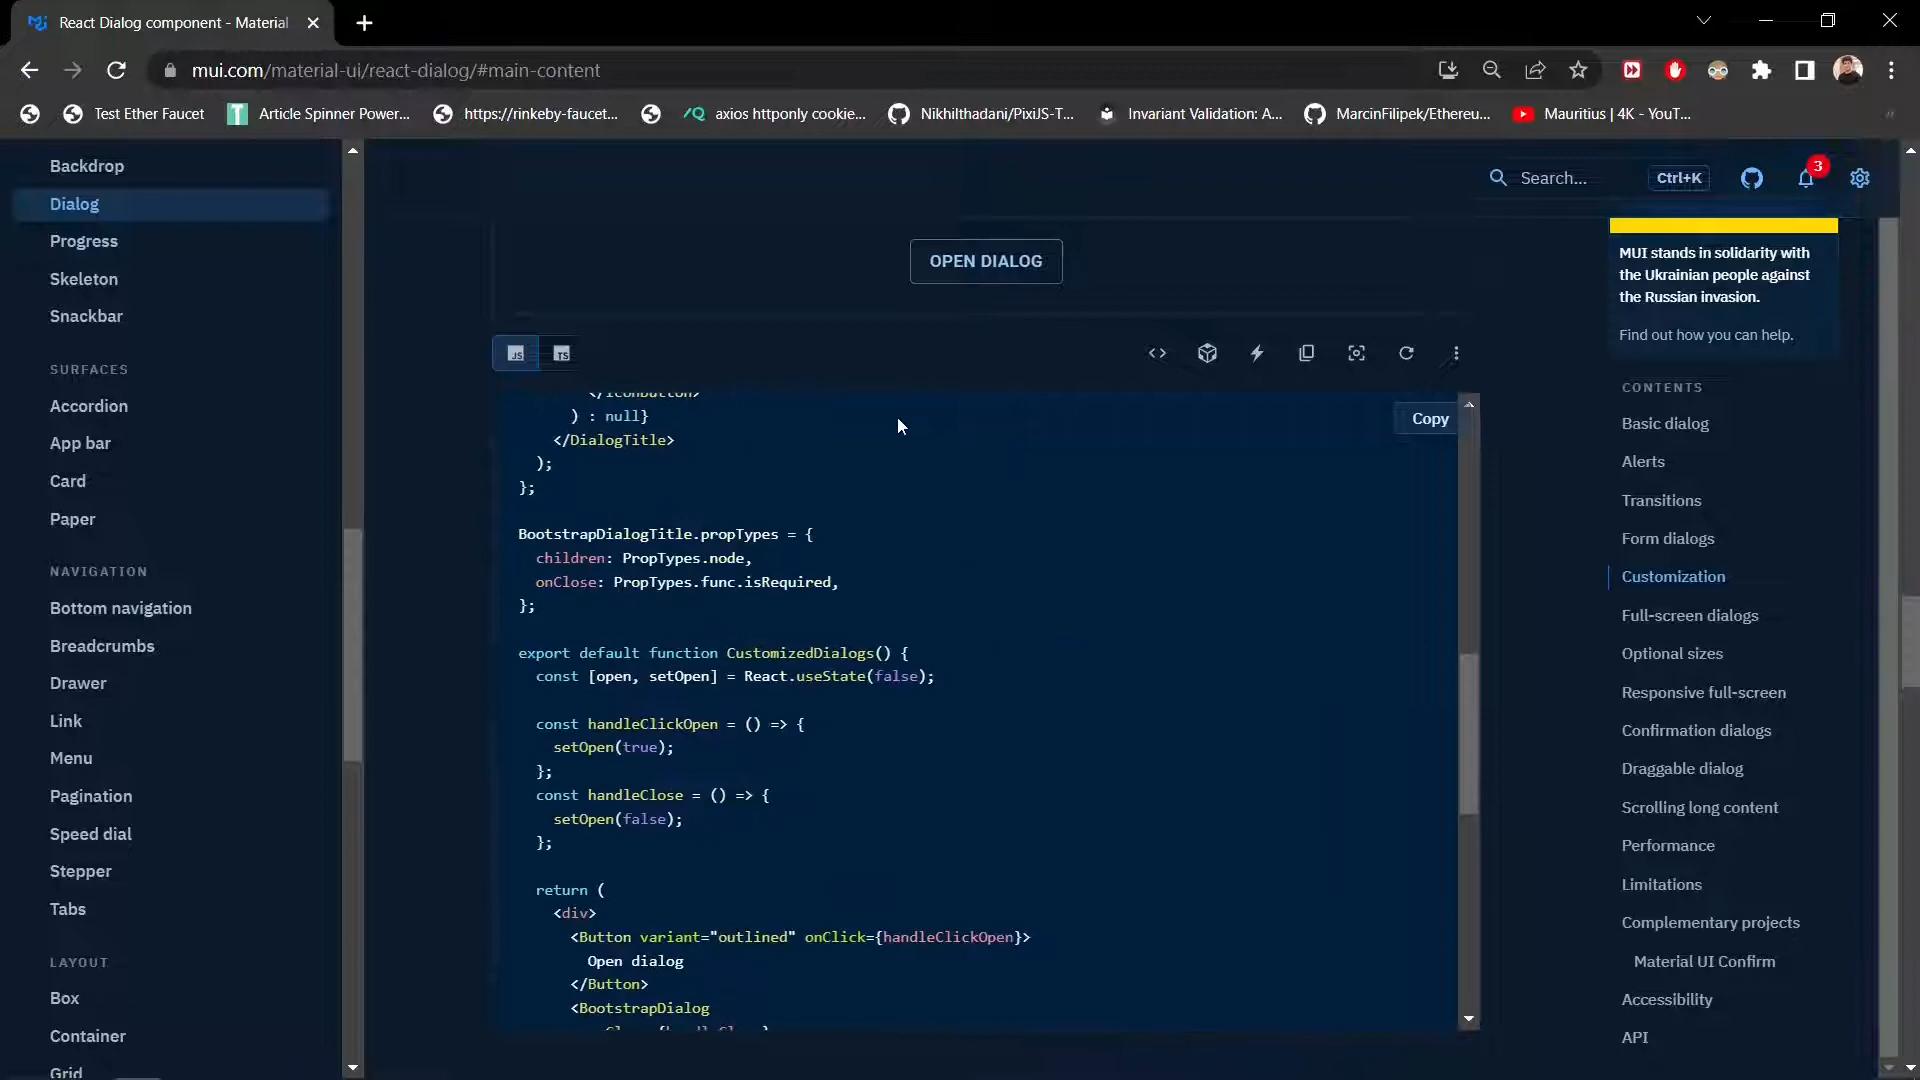 React Dialog component - Material
mui.com/material-ui/react-dialog/#main-content
Test Ether Faucet
Article Spinner Power...
https://rinkeby-faucet...
axios httponly cookie...
Nikhilthadani/PixiJS-T...
Invariant Validation: A...
MarcinFilipek/Ethereu...
Mauritius | 4K - YouT...
Backdrop
Dialog
Progress
Skeleton
Snackbar
SURFACES
Accordion
App bar
Card
Paper
NAVIGATION
Bottom navigation
Breadcrumbs
Drawer
Link
Menu
Pagination
Speed dial
Stepper
Tabs
LAYOUT
Box
Container
Grid
Search...
Ctrl+K
3
OPEN DIALOG
JS
TS
Copy
</IconButton>
) : null}
</DialogTitle>
);
};
BootstrapDialogTitle.propTypes = {
children: PropTypes.node,
onClose: PropTypes.func.isRequired,
};
export default function CustomizedDialogs() {
const [open, setOpen] = React.useState(false);
const handleClickOpen = () => {
setOpen(true);
};
const handleClose = () => {
setOpen(false);
};
return (
<div>
<Button variant="outlined" onClick={handleClickOpen}>
Open dialog
</Button>
<BootstrapDialog
MUI stands in solidarity with
the Ukrainian people against
the Russian invasion.
Find out how you can help.
CONTENTS
Basic dialog
Alerts
Transitions
Form dialogs
Customization
Full-screen dialogs
Optional sizes
Responsive full-screen
Confirmation dialogs
Draggable dialog
Scrolling long content
Performance
Limitations
Complementary projects
Material UI Confirm
Accessibility
API